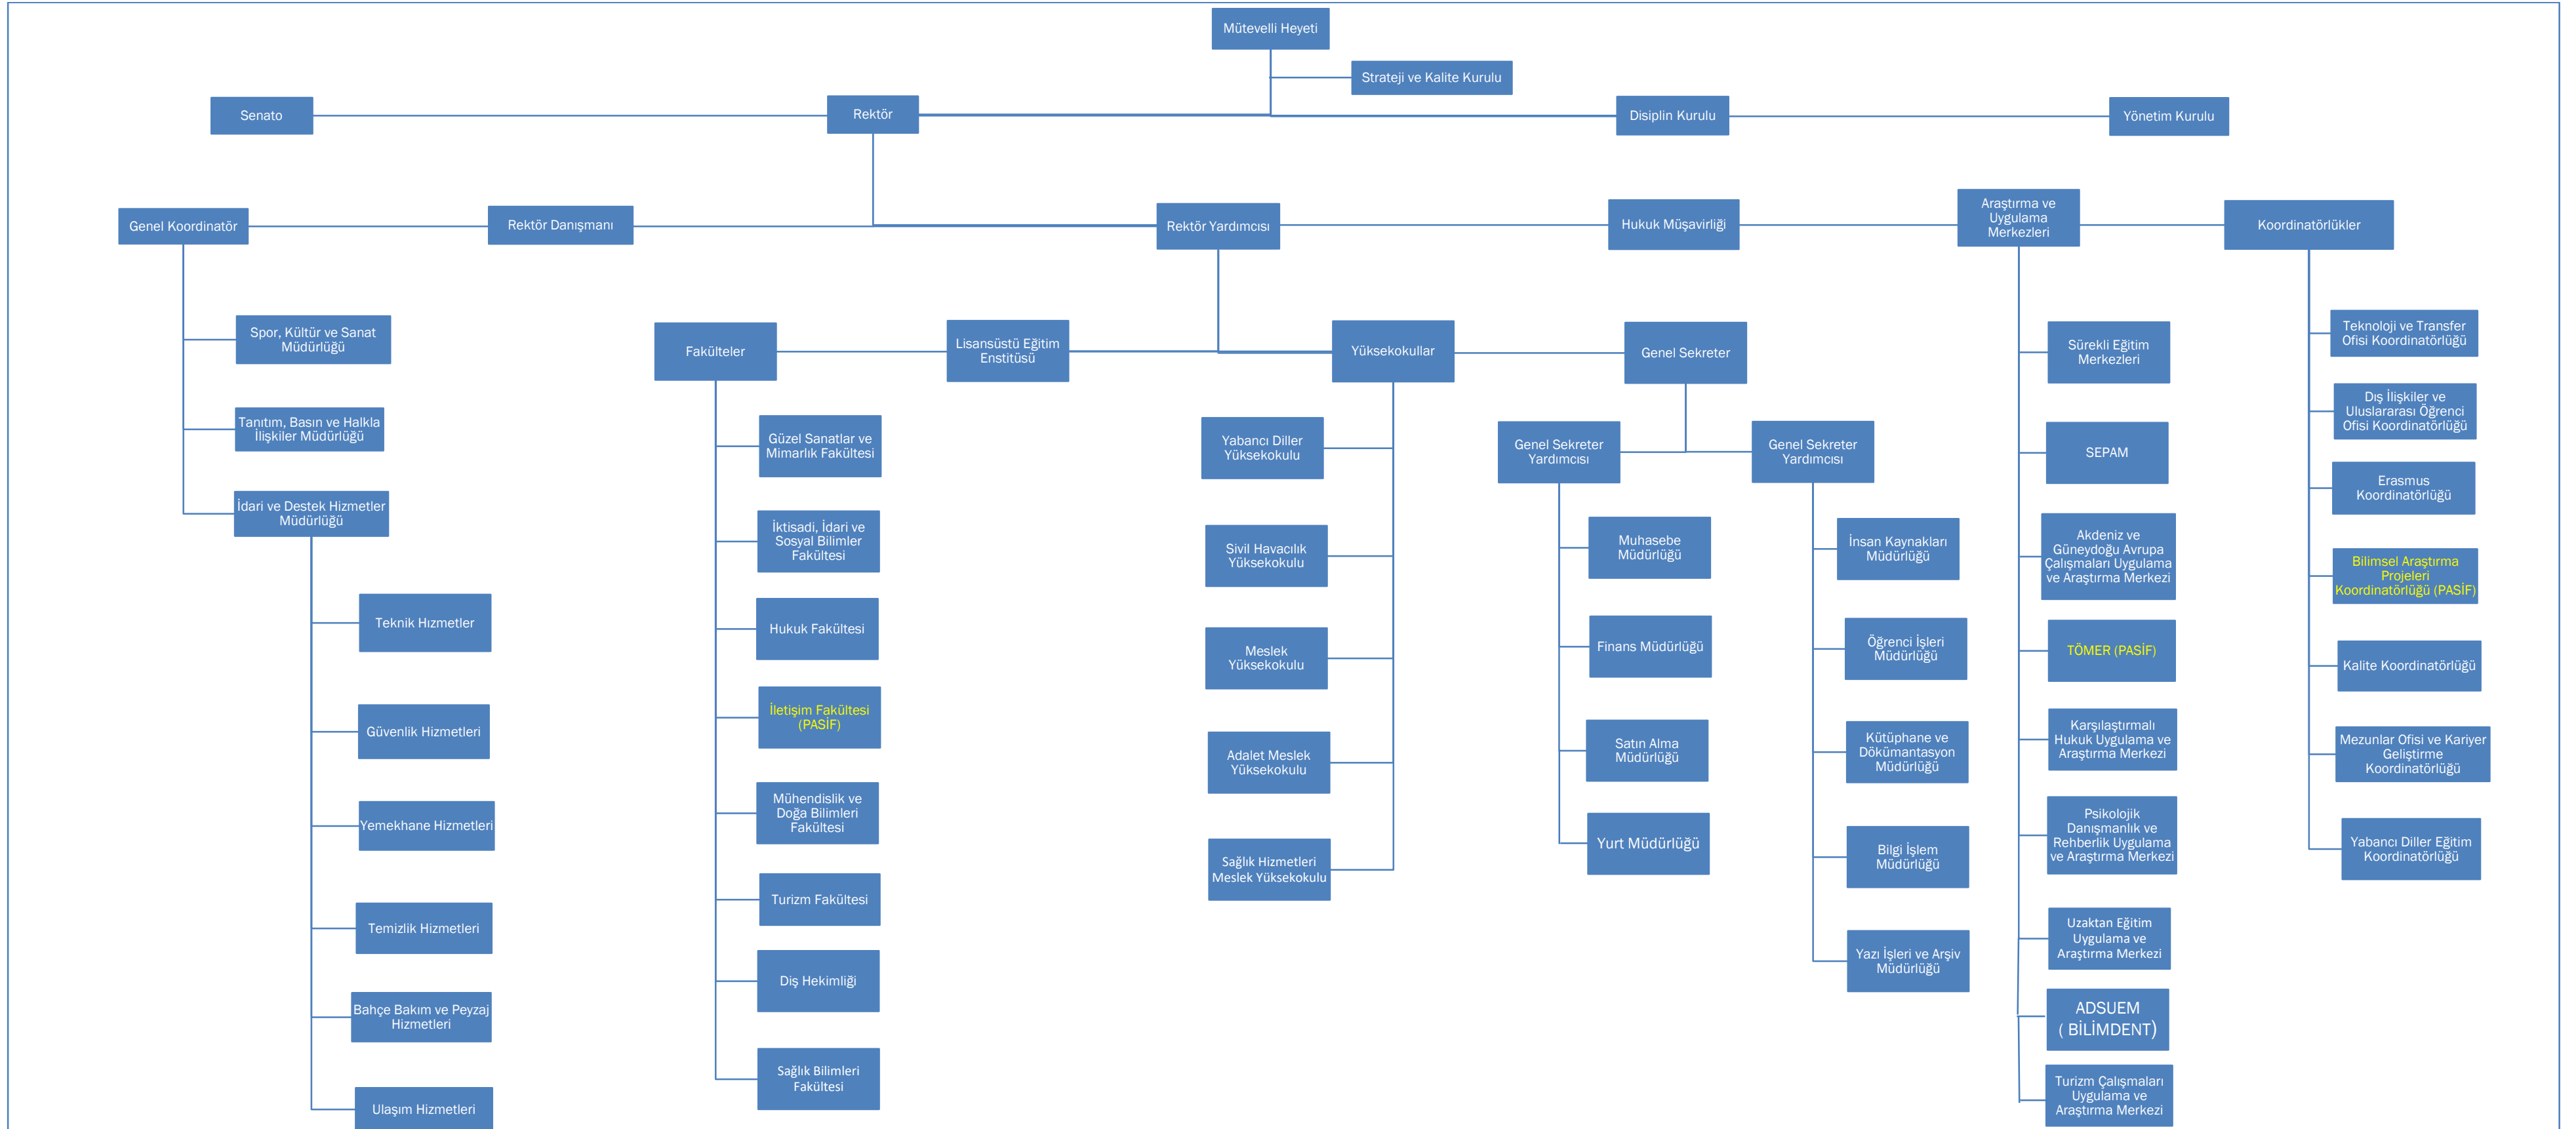 Mütevelli Heyeti
Strateji ve Kalite Kurulu
Senato
Rektör
Disiplin Kurulu
Yönetim Kurulu
Genel Koordinatör
Rektör Danışmanı
Rektör Yardımcısı
Hukuk Müşavirliği
Araştırma ve
Uygulama
Merkezleri
Koordinatörlükler
Spor, Kültür ve Sanat
Müdürlüğü
Tanıtım, Basın ve Halkla
İlişkiler Müdürlüğü
İdari ve Destek Hizmetler
Müdürlüğü
Teknik Hızmetler
Güvenlik Hizmetleri
Yemekhane Hizmetleri
Temizlik Hizmetleri
Bahçe Bakım ve Peyzaj
Hizmetleri
Ulaşım Hizmetleri
Fakülteler
Güzel Sanatlar ve
Mimarlık Fakültesi
İktisadi, İdari ve
Sosyal Bilimler
Fakültesi
Hukuk Fakültesi
İletişim Fakültesi
(PASİF)
Mühendislik ve
Doğa Bilimleri
Fakültesi
Turizm Fakültesi
Diş Hekimliği
Sağlık Bilimleri
Fakültesi
Lisansüstü Eğitim
Enstitüsü
Yüksekokullar
Yabancı Diller
Yüksekokulu
Sivil Havacılık
Yüksekokulu
Meslek
Yüksekokulu
Adalet Meslek
Yüksekokulu
Sağlık Hizmetleri
Meslek Yüksekokulu
Genel Sekreter
Genel Sekreter
Yardımcısı
Muhasebe
Müdürlüğü
Finans Müdürlüğü
Satın Alma
Müdürlüğü
Yurt Müdürlüğü
Genel Sekreter
Yardımcısı
İnsan Kaynakları
Müdürlüğü
Öğrenci İşleri
Müdürlüğü
Kütüphane ve
Dökümantasyon
Müdürlüğü
Bilgi İşlem
Müdürlüğü
Yazı İşleri ve Arşiv
Müdürlüğü
Sürekli Eğitim
Merkezleri
SEPAM
Akdeniz ve
Güneydoğu Avrupa
Çalışmaları Uygulama
ve Araştırma Merkezi
TÖMER (PASİF)
Karşılaştırmalı
Hukuk Uygulama ve
Araştırma Merkezi
Psikolojik
Danışmanlık ve
Rehberlik Uygulama
ve Araştırma Merkezi
Uzaktan Eğitim
Uygulama ve
Araştırma Merkezi
ADSUEM
( BİLİMDENT)
Turizm Çalışmaları
Uygulama ve
Araştırma Merkezi
Teknoloji ve Transfer
Ofisi Koordinatörlüğü
Dış İlişkiler ve
Uluslararası Öğrenci
Ofisi Koordinatörlüğü
Erasmus
Koordinatörlüğü
Bilimsel Araştırma
Projeleri
Koordinatörlüğü (PASİF)
Kalite Koordinatörlüğü
Mezunlar Ofisi ve Kariyer
Geliştirme
Koordinatörlüğü
Yabancı Diller Eğitim
Koordinatörlüğü